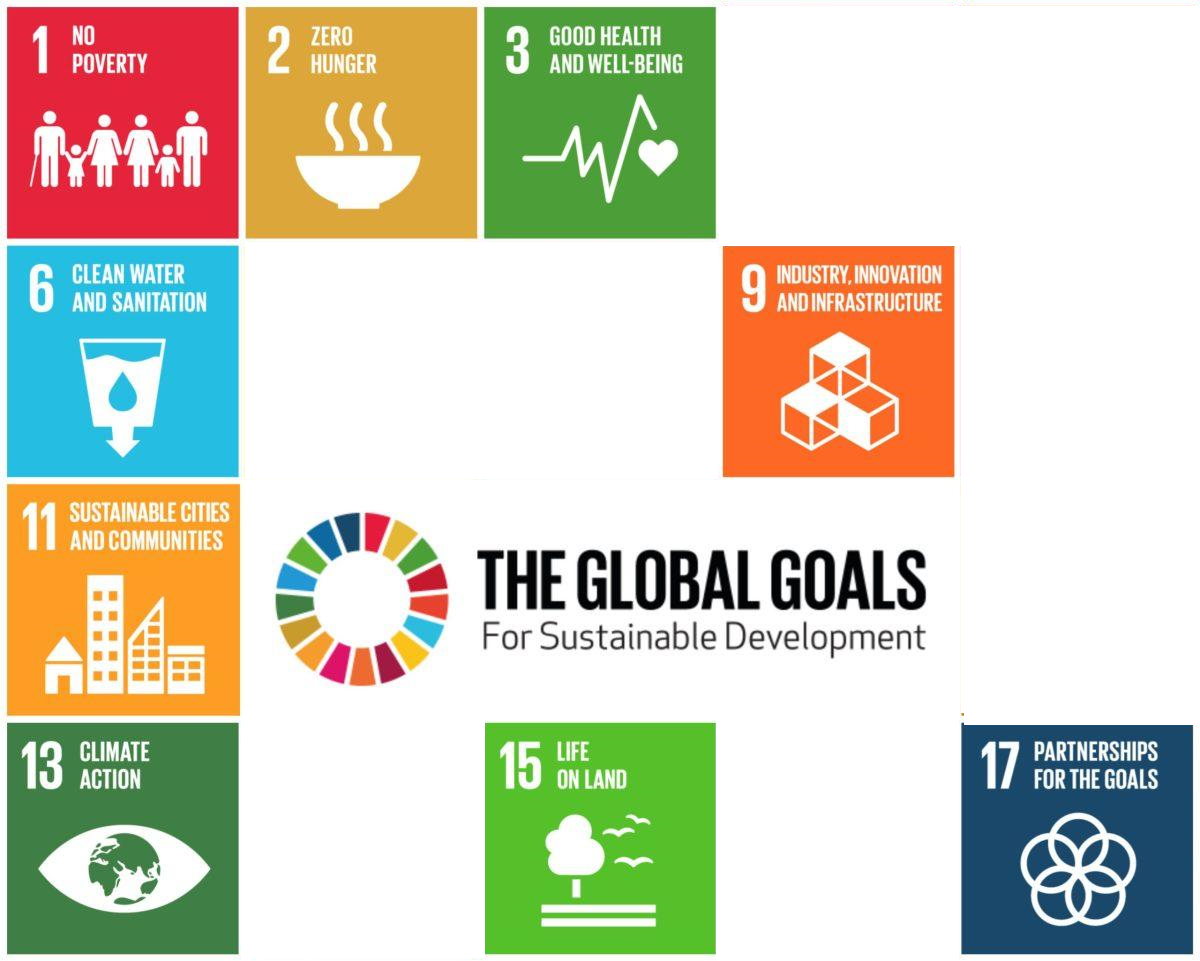 1 NO
POVERTY
2 ZERO
HUNGER
3 GOOD HEALTH
AND WELL-BEING
6 CLEAN WATER
AND SANITATION
9 INDUSTRY, INNOVATION
AND INFRASTRUCTURE
11 SUSTAINABLE CITIES
AND COMMUNITIES
THE GLOBAL GOALS
For Sustainable Development
13 CLIMATE
ACTION
15 LIFE
ON LAND
17 PARTNERSHIPS
FOR THE GOALS